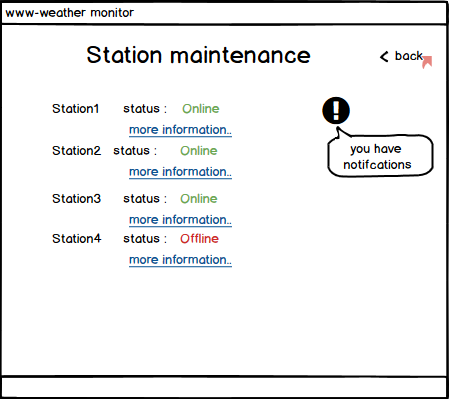 www-weather monitor
Station maintenance
< back
Station1 status : Online
more information..
Station2 status : Online
more information..
Station3 status : Online
more information..
Station4 status : Offline
more information..
!
you have
notifcations